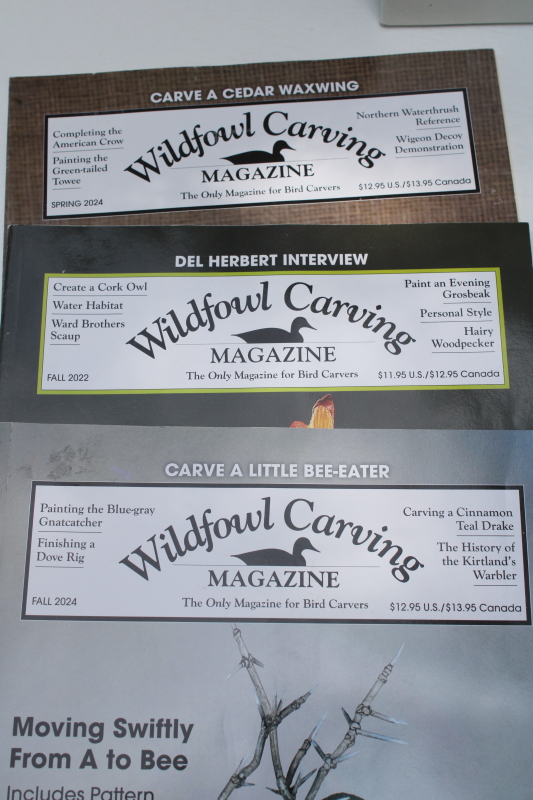 CARVE A CEDAR WAXWING
Completing the
American Crow
Painting the
Green-tailed
Towee
SPRING 2024
Wildfowl Carving
MAGAZINE
The Only Magazine for Bird Carvers
Northern Waterthrush
Reference
Wigeon Decoy
Demonstration
$12.95 U.S./$13.95 Canada
DEL HERBERT INTERVIEW
Create a Cork Owl
Water Habitat
Ward Brothers
Scaup
FALL 2022
Wildfowl Carving
MAGAZINE
The Only Magazine for Bird Carvers
Paint an Evening
Grosbeak
Personal Style
Hairy
Woodpecker
$11.95 U.S./$12.95 Canada
CARVE A LITTLE BEE-EATER
Painting the Blue-gray
Gnatcatcher
Finishing a
Dove Rig
FALL 2024
Wildfowl Carving
MAGAZINE
The Only Magazine for Bird Carvers
Carving a Cinnamon
Teal Drake
The History of
the Kirtland's
Warbler
$12.95 U.S./$13.95 Canada
Moving Swiftly
From A to Bee
Includes Pattern